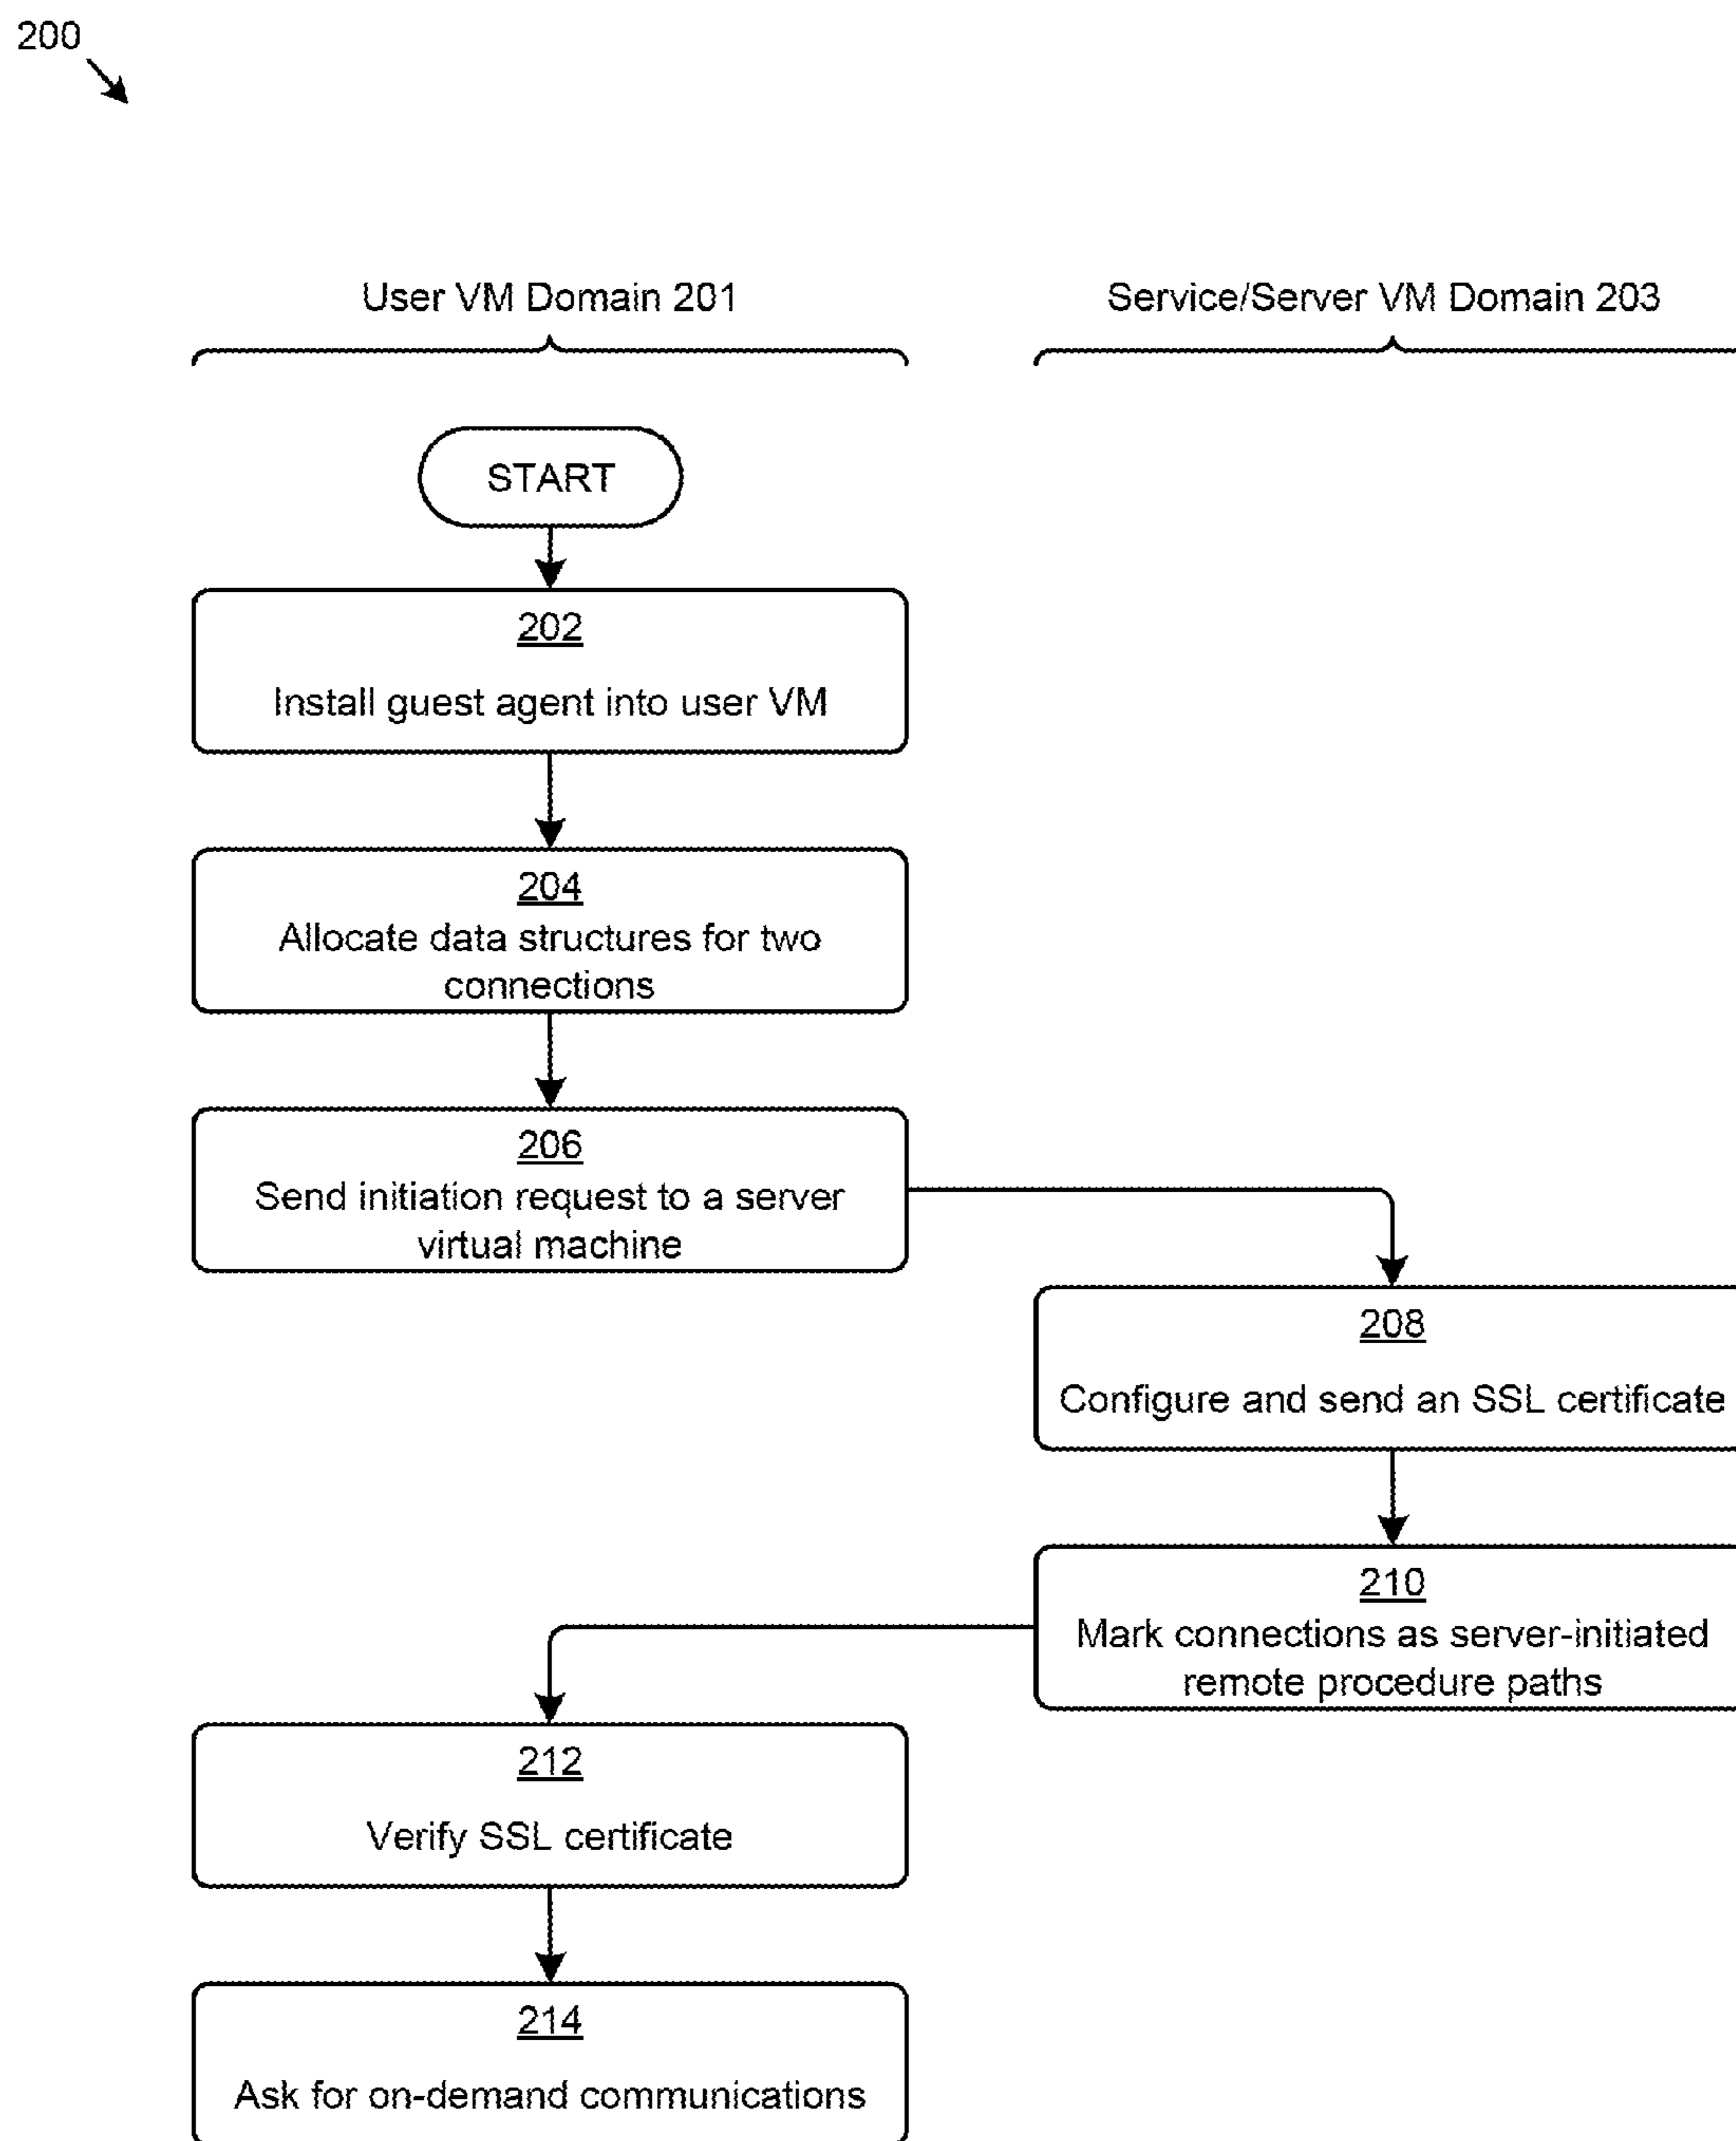 200
User VM Domain 201
Service/Server VM Domain 203
START
202
Install guest agent into user VM
204
Allocate data structures for two
connections
206
Send initiation request to a server
virtual machine
208
Configure and send an SSL certificate
210
Mark connections as server-initiated
remote procedure paths
212
Verify SSL certificate
214
Ask for on-demand communications